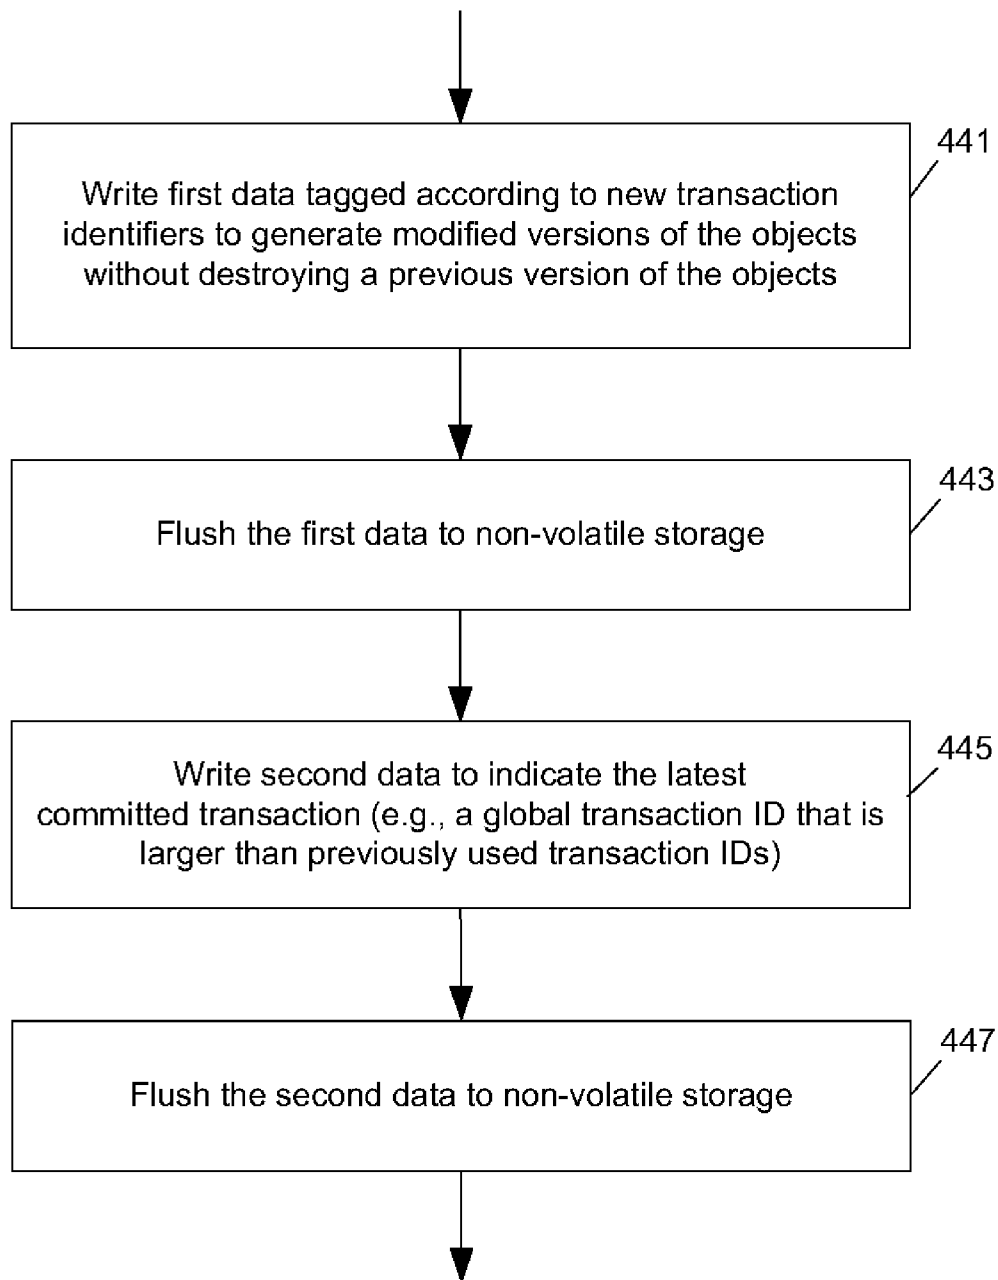 441
Write first data tagged according to new transaction
identifiers to generate modified versions of the objects
without destroying a previous version of the objects
443
Flush the first data to non-volatile storage
445
Write second data to indicate the latest
committed transaction (e.g., a global transaction ID that is
larger than previously used transaction IDs)
447
Flush the second data to non-volatile storage